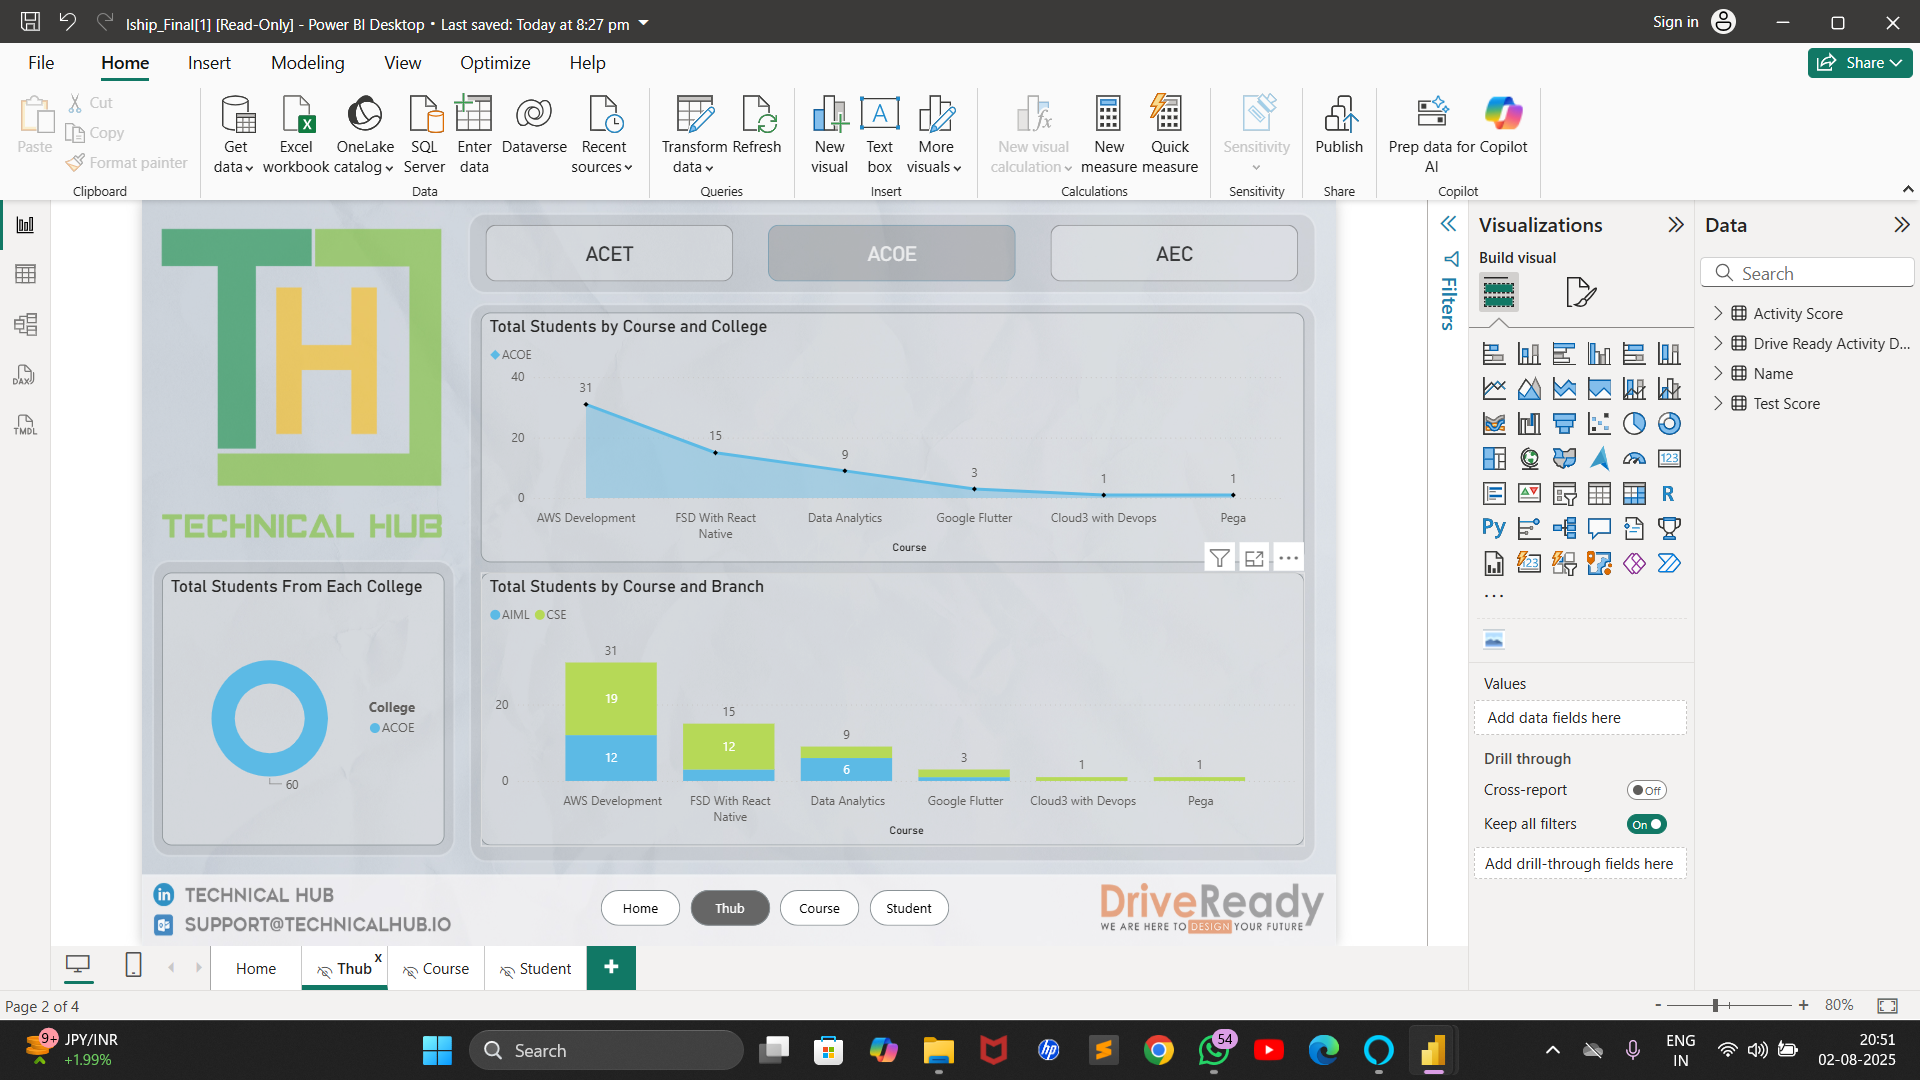 Iship_Final[1] [Read-Only] - Power BI Desktop • Last saved: Today at 8:27 pm
Sign in
File Home Insert Modeling View Optimize Help
Share
Paste
Cut
Copy
Format painter
Clipboard
Get data
Excel workbook
OneLake catalog
SQL Server
Enter data
Dataverse
Recent sources
Data
Transform data
Refresh
Queries
New visual
Text box
More visuals
Insert
New visual calculation
New measure
Quick measure
Calculations
Sensitivity
Sensitivity
Publish
Share
Prep data for AI
Copilot
Copilot
DAX
TMDL
TECHNICAL HUB
ACET
ACOE
AEC
Total Students by Course and College
ACOE
40
20
0
31
15
9
3
1
1
AWS Development
FSD With React Native
Data Analytics
Google Flutter
Cloud3 with Devops
Pega
Course
Total Students From Each College
College
ACOE
60
Total Students by Course and Branch
AIML CSE
20
0
31
19
12
15
12
9
6
3
1
1
AWS Development
FSD With React Native
Data Analytics
Google Flutter
Cloud3 with Devops
Pega
Course
TECHNICAL HUB
SUPPORT@TECHNICALHUB.IO
Home
Thub
Course
Student
DriveReady
WE ARE HERE TO DESIGN YOUR FUTURE
Filters
Visualizations
Build visual
123
R
Py
123
Values
Add data fields here
Drill through
Cross-report
Off
Keep all filters
On
Add drill-through fields here
Data
Search
Activity Score
Drive Ready Activity D...
Name
Test Score
Home
Thub x
Course
Student
Page 2 of 4
80%
9+
JPY/INR
+1.99%
Search
hp
54
ENG
IN
20:51
02-08-2025